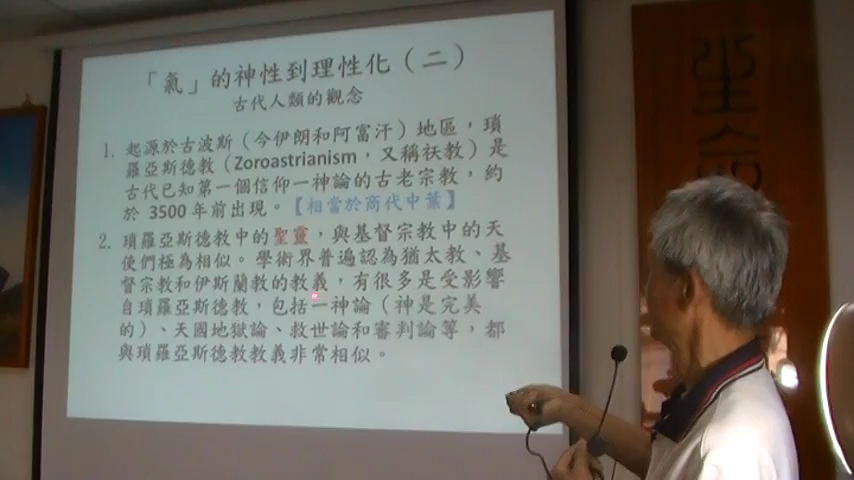 「氣」的神性到理性化（二）
古代人類的觀念
1. 起源於古波斯（今伊朗和阿富汗）地區，瑣
羅亞斯德教（Zoroastrianism，又稱祆教）是
古代已知第一個信仰一神論的古老宗教，約
於 3500 年前出現。【相當於商代中葉】
2. 瑣羅亞斯德教中的聖靈，與基督宗教中的天
使們極為相似。學術界普遍認為猶太教、基
督宗教和伊斯蘭教的教義，有很多是受影響
自瑣羅亞斯德教，包括一神論（神是完美
的）、天國地獄論、救世論和審判論等，都
與瑣羅亞斯德教教義非常相似。
生命